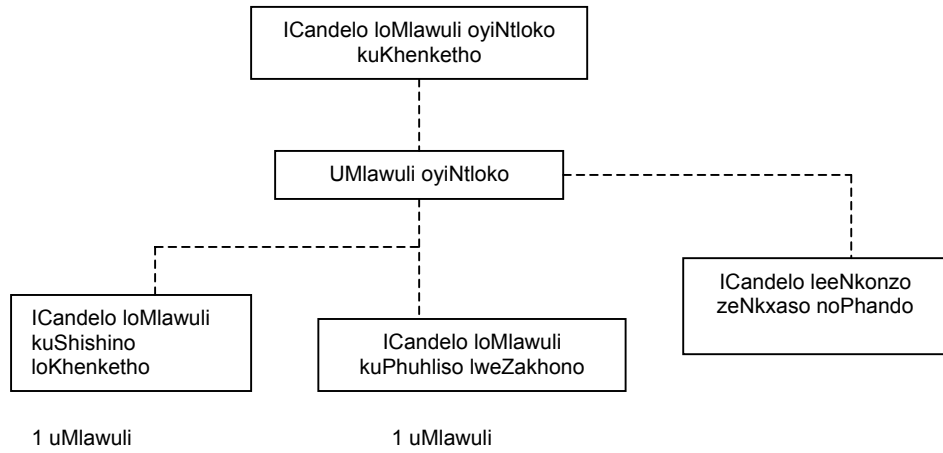 ICandelo loMlawuli oyiNtloko
kuKhenketho
UMlawuli oyiNtloko
ICandelo loMlawuli
kuShishino
loKhenketho
ICandelo loMlawuli
kuPhuhliso lweZakhono
ICandelo leeNkonzo
zeNkxaso noPhando
1 uMlawuli
1 uMlawuli